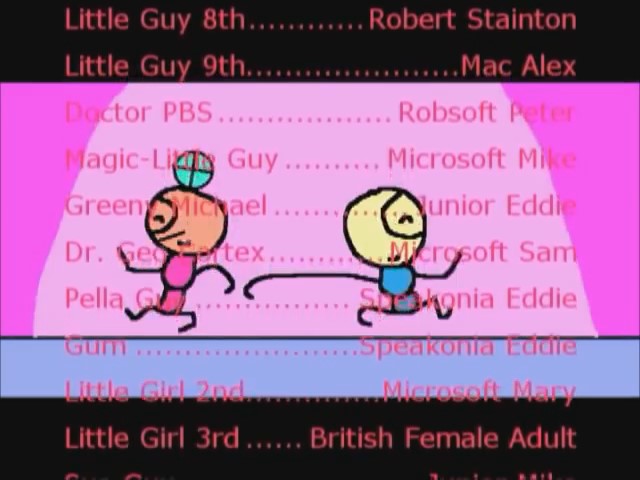 Little Guy 8th............Robert Stainton
Little Guy 9th......................Mac Alex
Doctor PBS.................. Robsoft Peter
Magic-Little Guy.......... Microsoft Mike
Greeny Michael..............Junior Eddie
Dr. Geo Cortex............Microsoft Sam
Pella Guy................ Speakonia Eddie
Gum ......................Speakonia Eddie
Little Girl 2nd..............Microsoft Mary
Little Girl 3rd...... British Female Adult